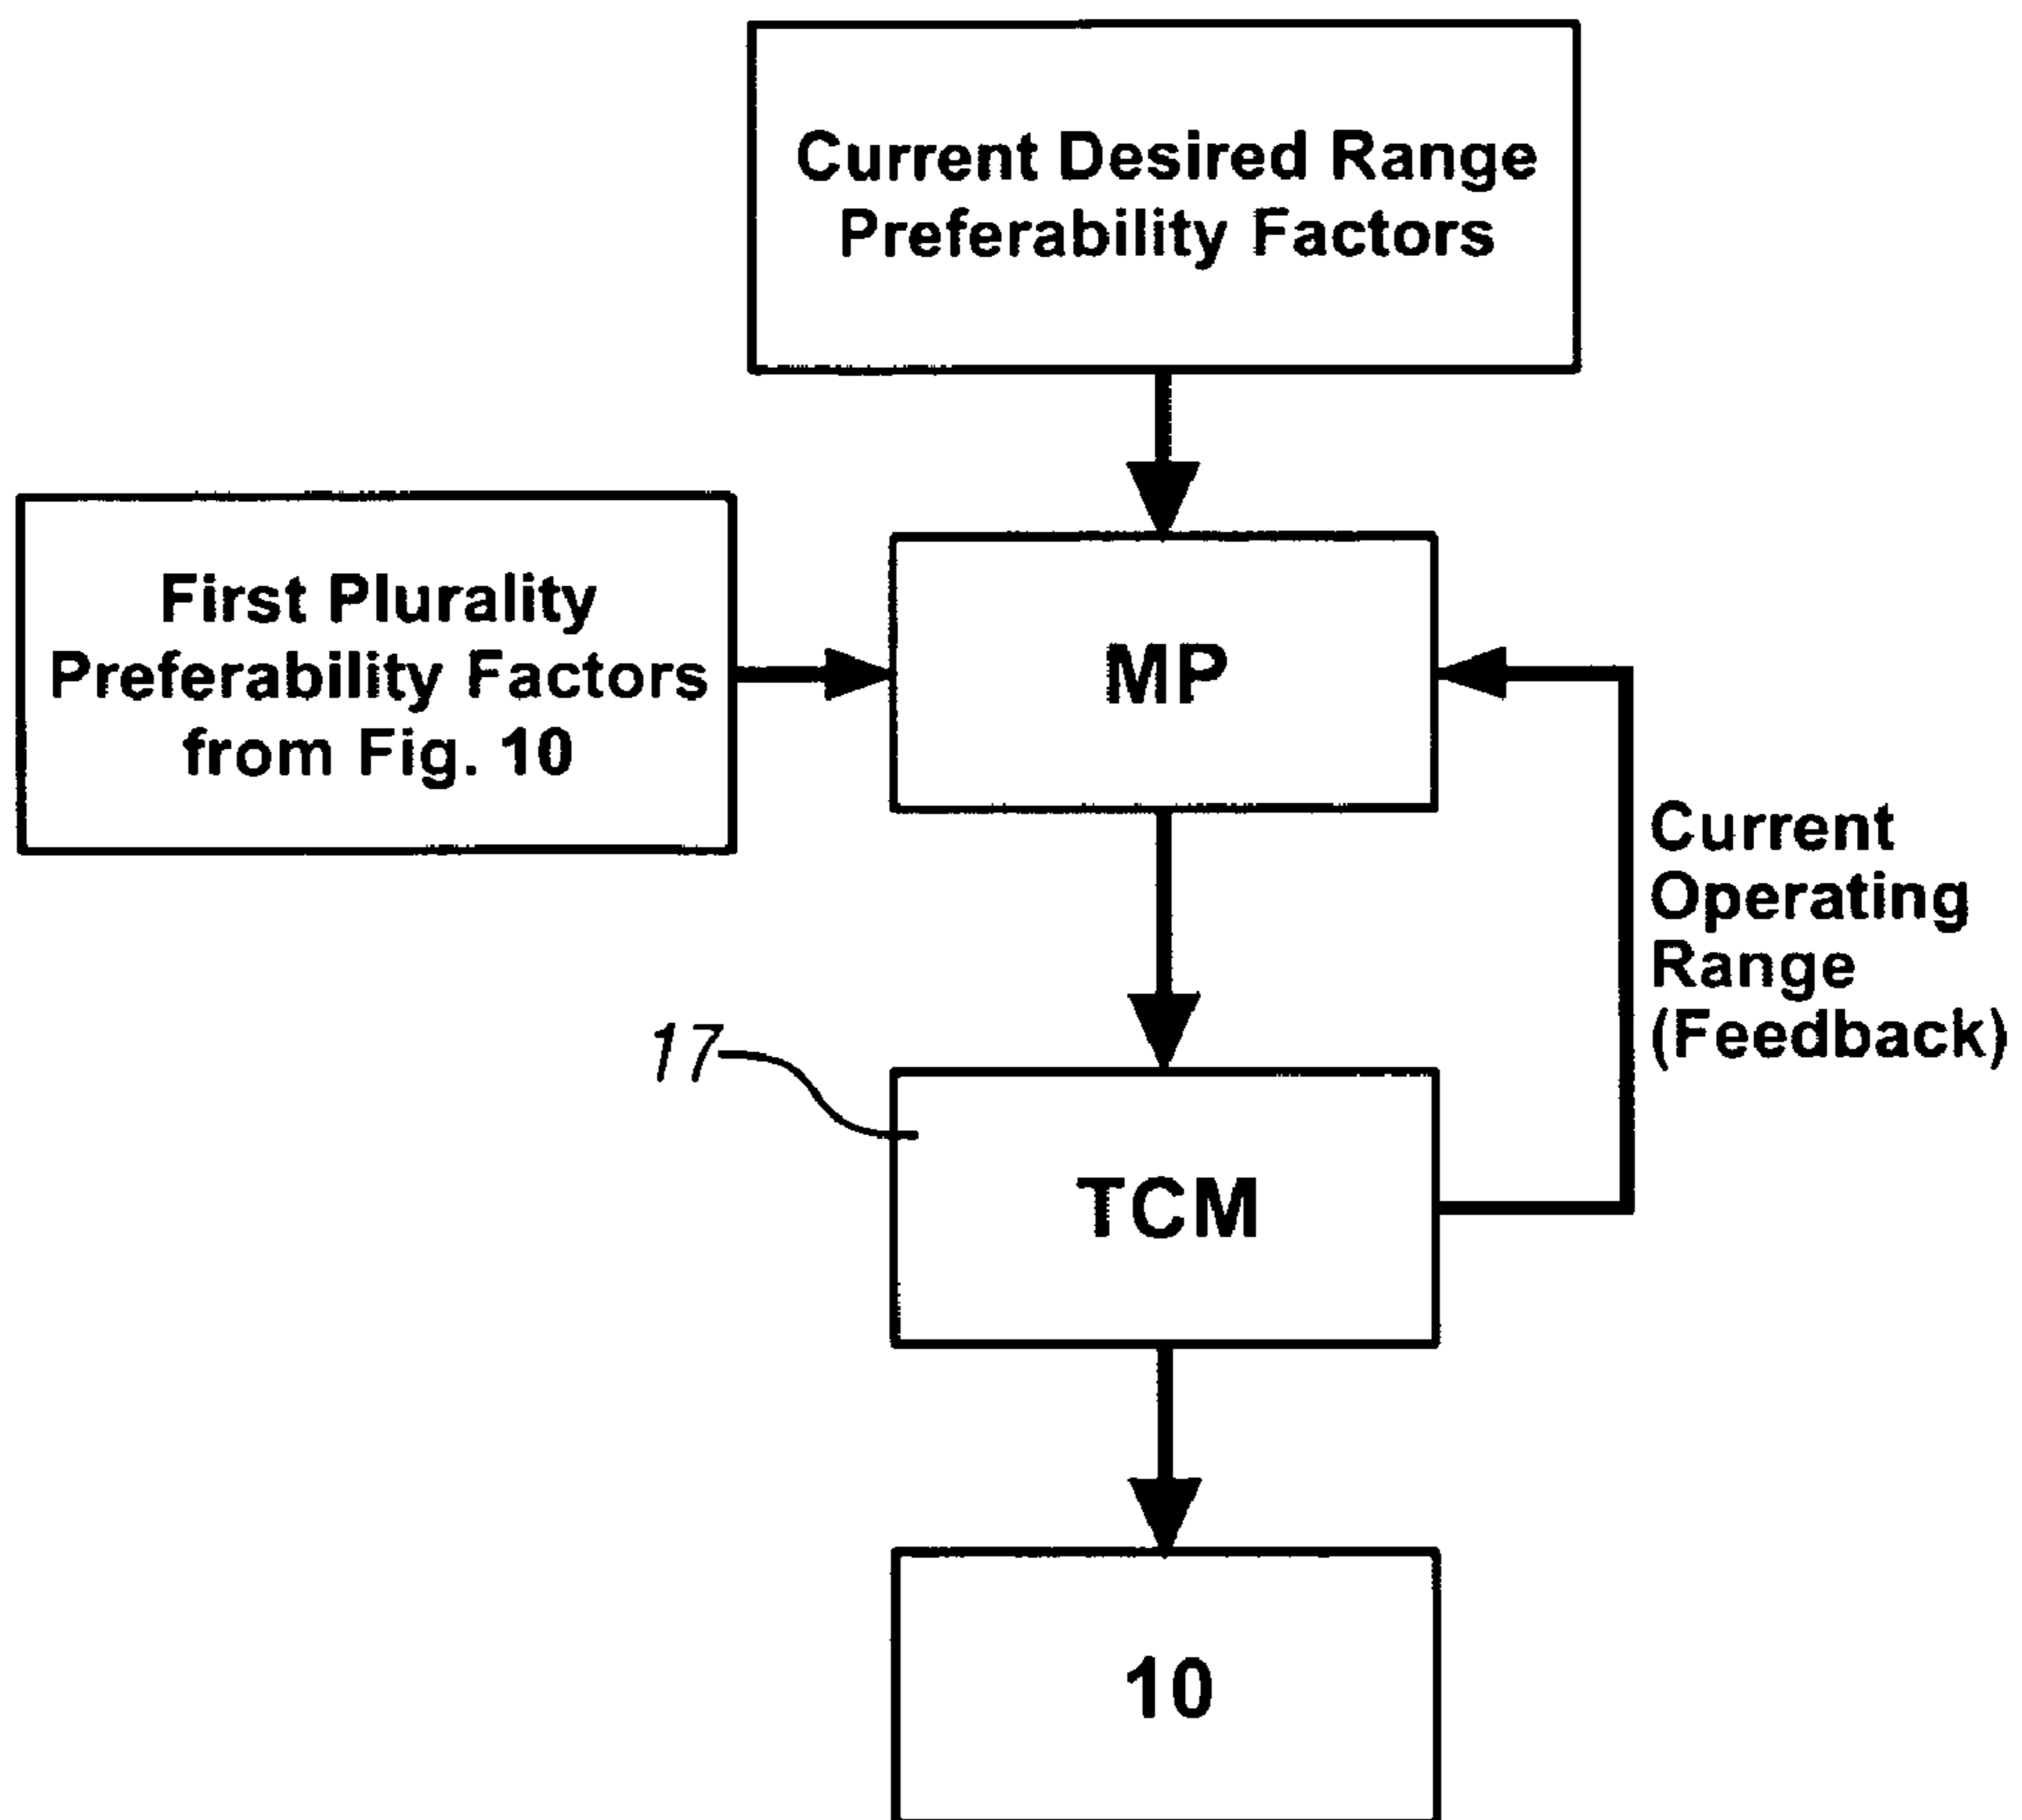 Current Desired Range
Preferability Factors
First Plurality
Preferability Factors
from Fig. 10
MP
Current
Operating
Range
(Feedback)
17
TCM
10